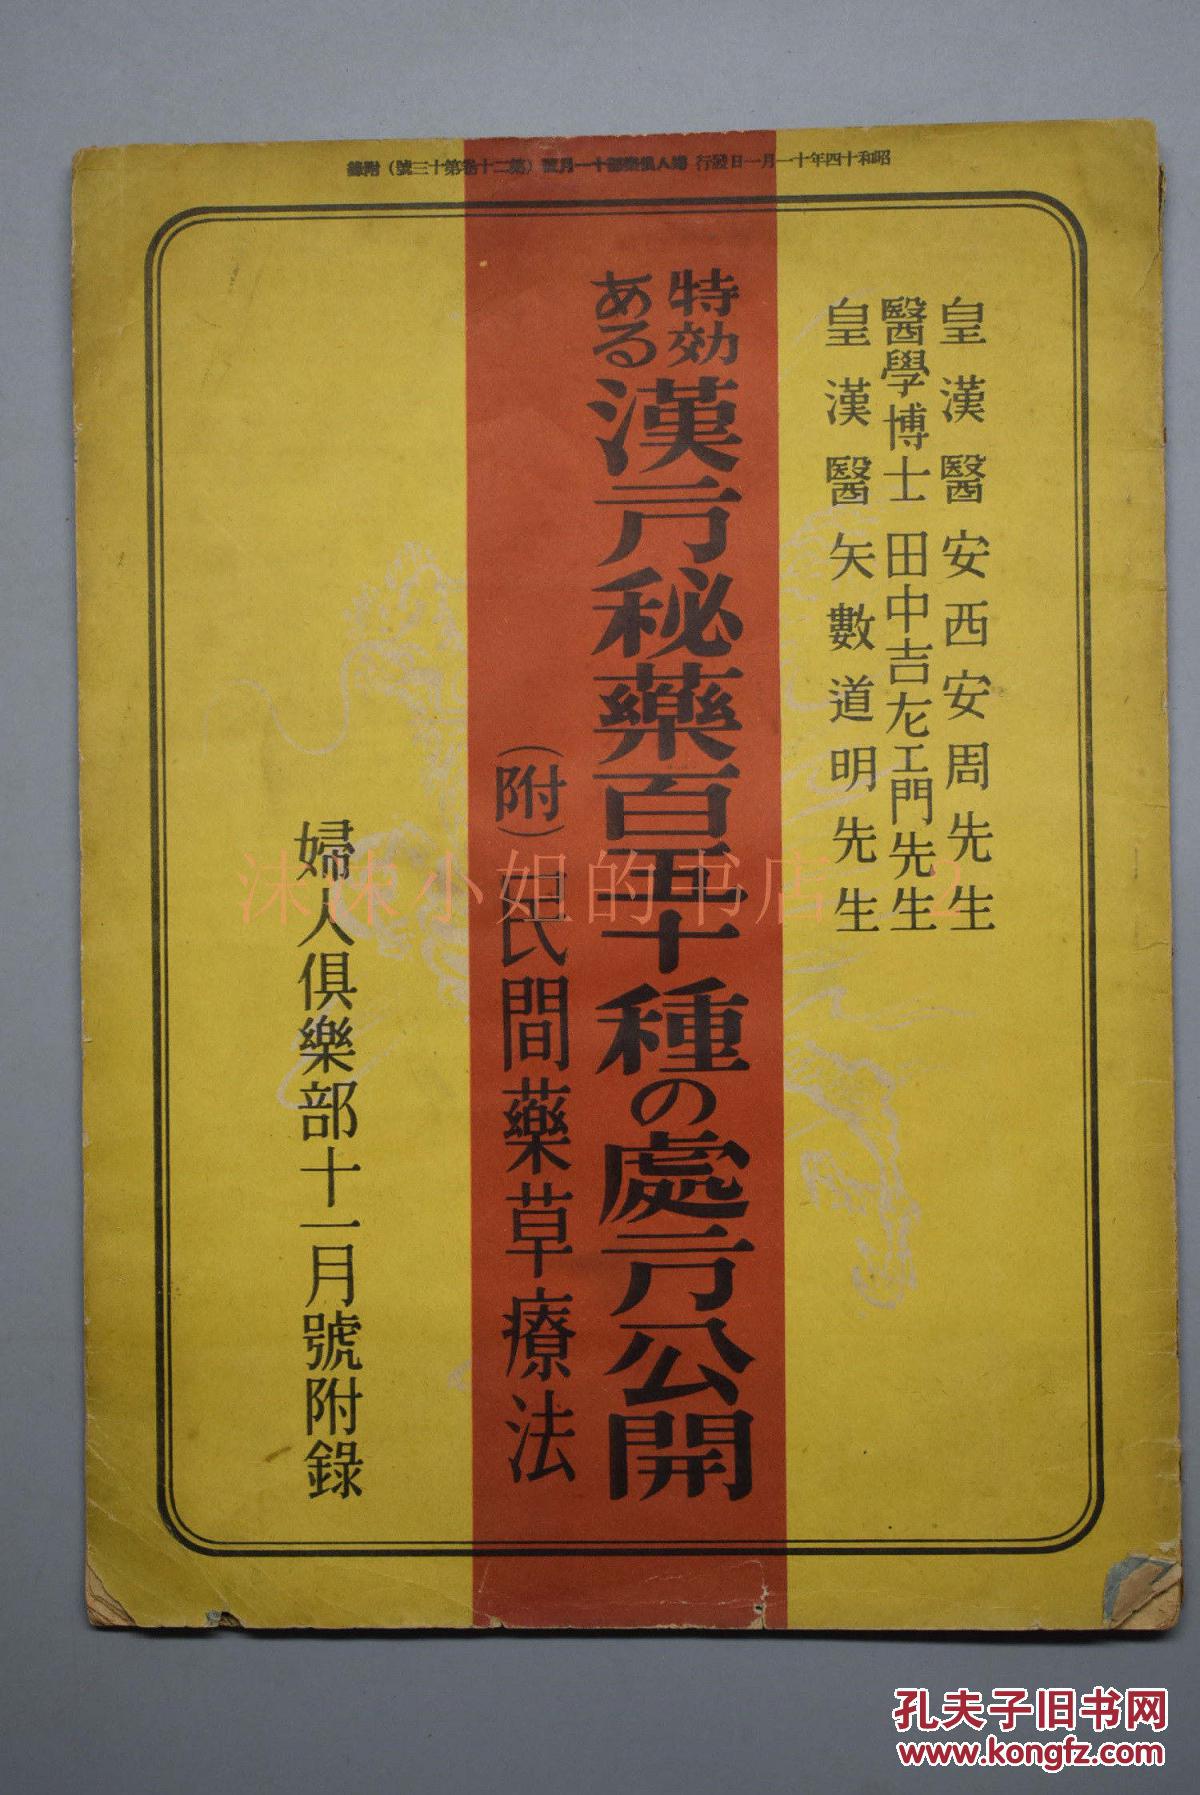 昭和十四年十一月一日發行 婦人俱樂部十一月號(第二十卷第十三號)附錄
皇漢醫 安西安周先生
醫學博士 田中吉左エ門先生
皇漢醫 矢數道明先生
特効
ある
漢方秘藥百五十種の處方公開
(附)民間藥草療法
婦人俱樂部十一月號附錄
沫沫小姐的书店 2
孔夫子旧书网
www.kongfz.com